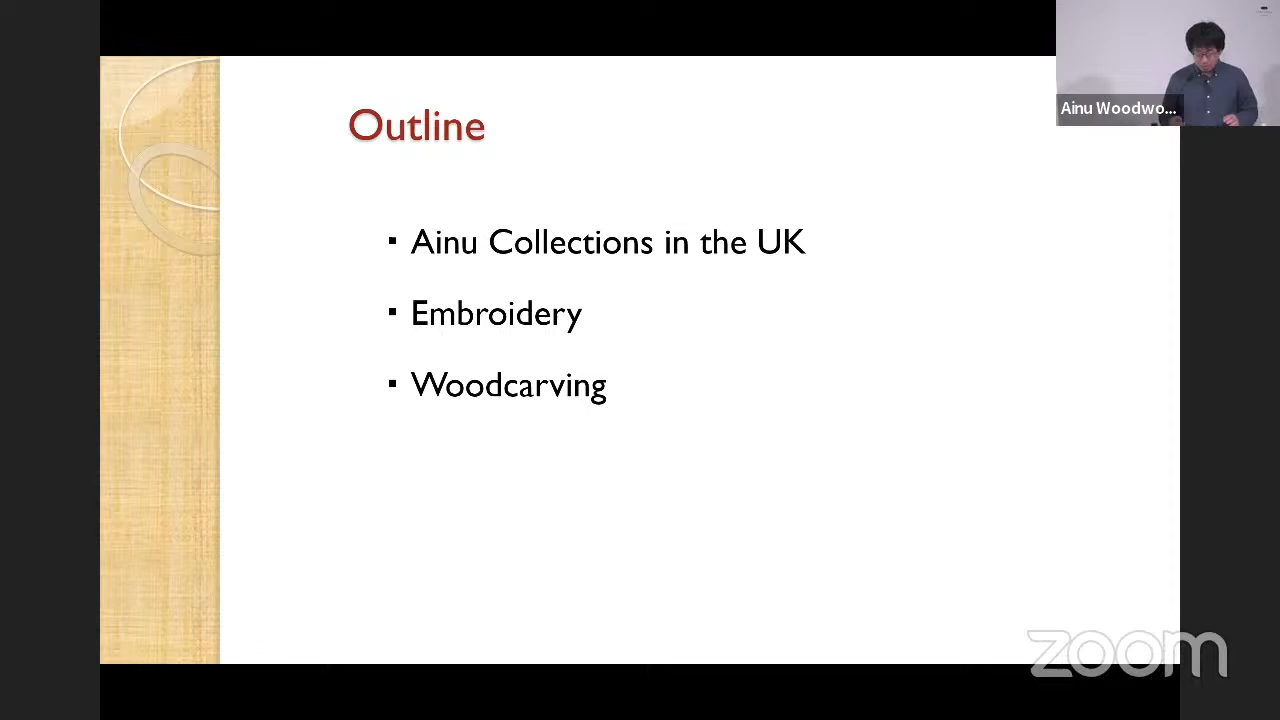 Outline
Ainu Woodwo...
▪ Ainu Collections in the UK
▪ Embroidery
▪ Woodcarving
zoom